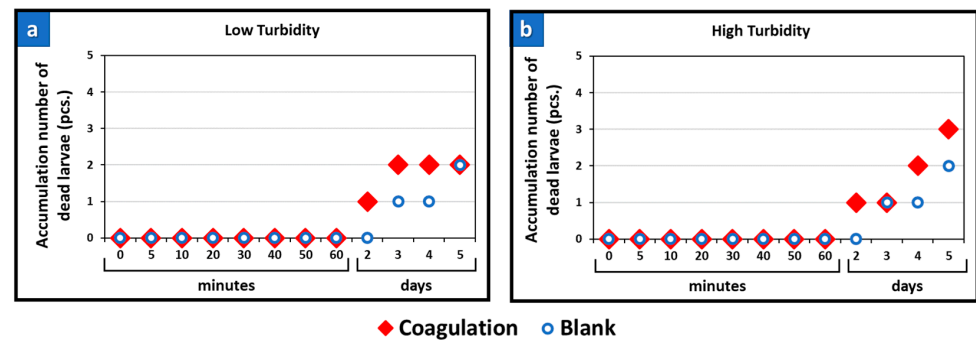 a
Low Turbidity
Accumulation number of
dead larvae (pcs.)
5
4
3
2
1
0
0 5 10 20 30 40 50 60 2 3 4 5
minutes days
b
High Turbidity
Accumulation number of
dead larvae (pcs.)
5
4
3
2
1
0
0 5 10 20 30 40 50 60 2 3 4 5
minutes days
Coagulation Blank